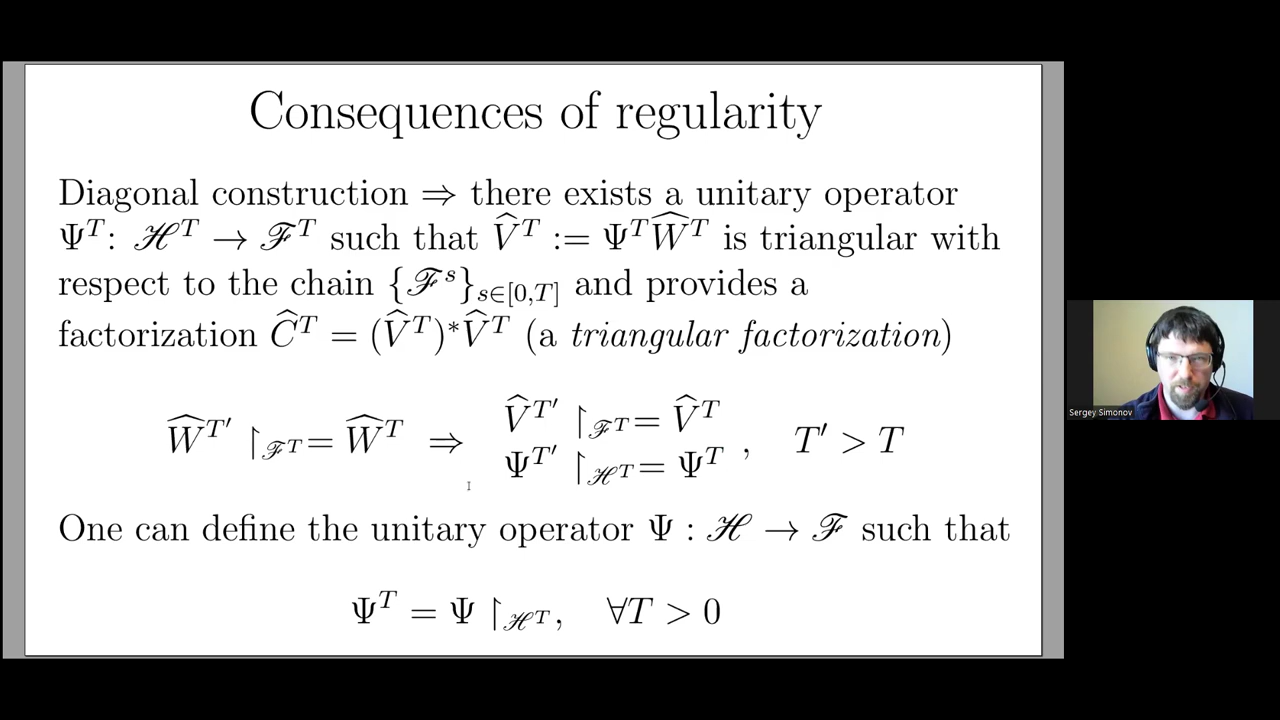 Consequences of regularity
Diagonal construction ⇒ there exists a unitary operator
Ψ^T: ℋ^T → ℱ^T such that V̂^T := Ψ^T Ŵ^T is triangular with
respect to the chain {ℱ^s}_{s∈[0,T]} and provides a
factorization Ĉ^T = (V̂^T)*V̂^T (a triangular factorization)
Ŵ^{T′} ↾_{ℱ^T} = Ŵ^T ⇒ V̂^{T′} ↾_{ℱ^T} = V̂^T
Ψ^{T′} ↾_{ℋ^T} = Ψ^T , T′ > T
One can define the unitary operator Ψ : ℋ → ℱ such that
Ψ^T = Ψ ↾_{ℋ^T}, ∀T > 0
Sergey Simonov